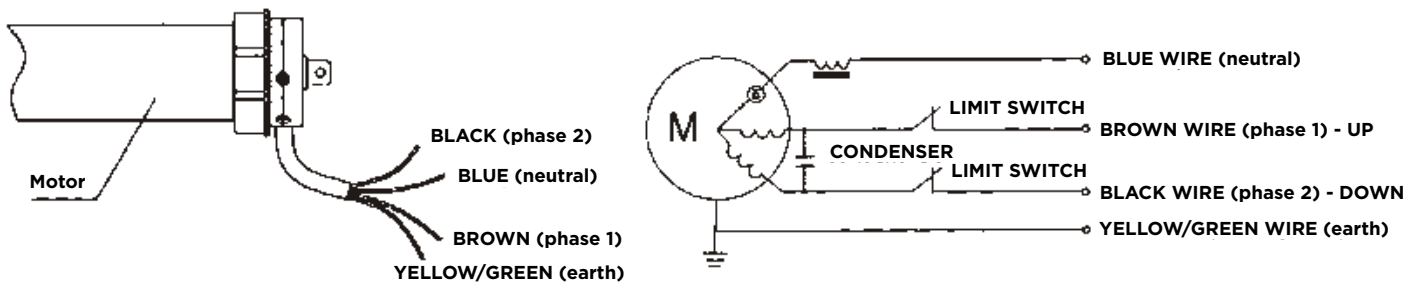 BLACK (phase 2)
BLUE (neutral)
Motor
BROWN (phase 1)
YELLOW/GREEN (earth)
BLUE WIRE (neutral)
LIMIT SWITCH
M
BROWN WIRE (phase 1) - UP
CONDENSER
LIMIT SWITCH
BLACK WIRE (phase 2) - DOWN
YELLOW/GREEN WIRE (earth)